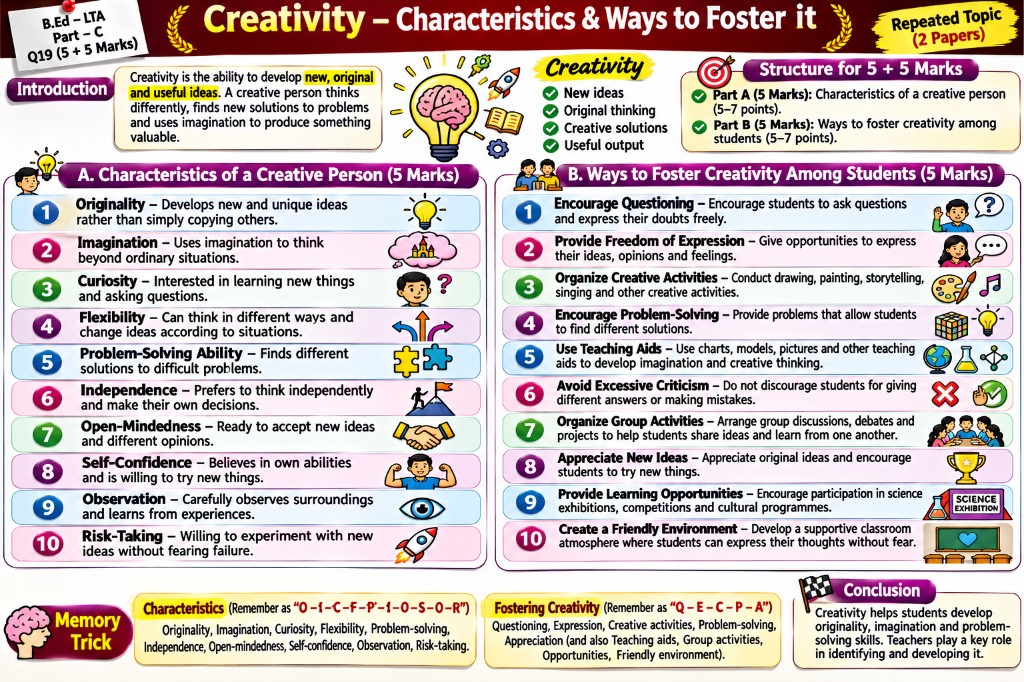 B.Ed – LTA
Part – C
Q19 (5 + 5 Marks)
Creativity – Characteristics & Ways to Foster it
Repeated Topic
(2 Papers)
Introduction
Creativity is the ability to develop new, original
and useful ideas. A creative person thinks
differently, finds new solutions to problems
and uses imagination to produce something
valuable.
Creativity
New ideas
Original thinking
Creative solutions
Useful output
Structure for 5 + 5 Marks
Part A (5 Marks): Characteristics of a creative person
(5–7 points).
Part B (5 Marks): Ways to foster creativity among
students (5–7 points).
A. Characteristics of a Creative Person (5 Marks)
1 Originality – Develops new and unique ideas
rather than simply copying others.
2 Imagination – Uses imagination to think
beyond ordinary situations.
3 Curiosity – Interested in learning new things
and asking questions.
?
4 Flexibility – Can think in different ways and
change ideas according to situations.
5 Problem-Solving Ability – Finds different
solutions to difficult problems.
6 Independence – Prefers to think independently
and make their own decisions.
7 Open-Mindedness – Ready to accept new ideas
and different opinions.
8 Self-Confidence – Believes in own abilities
and is willing to try new things.
9 Observation – Carefully observes surroundings
and learns from experiences.
10 Risk-Taking – Willing to experiment with new
ideas without fearing failure.
B. Ways to Foster Creativity Among Students (5 Marks)
1 Encourage Questioning – Encourage students to ask questions
and express their doubts freely.
?
2 Provide Freedom of Expression – Give opportunities to express
their ideas, opinions and feelings.
3 Organize Creative Activities – Conduct drawing, painting, storytelling,
singing and other creative activities.
4 Encourage Problem-Solving – Provide problems that allow students
to find different solutions.
5 Use Teaching Aids – Use charts, models, pictures and other teaching
aids to develop imagination and creative thinking.
6 Avoid Excessive Criticism – Do not discourage students for giving
different answers or making mistakes.
7 Organize Group Activities – Arrange group discussions, debates and
projects to help students share ideas and learn from one another.
8 Appreciate New Ideas – Appreciate original ideas and encourage
students to try new things.
9 Provide Learning Opportunities – Encourage participation in science
exhibitions, competitions and cultural programmes.
SCIENCE
EXHIBITION
10 Create a Friendly Environment – Develop a supportive classroom
atmosphere where students can express their thoughts without fear.
Memory
Trick
Characteristics (Remember as "O–I–C–F–P–I–O–S–O–R")
Originality, Imagination, Curiosity, Flexibility, Problem-solving,
Independence, Open-mindedness, Self-confidence, Observation, Risk-taking.
Fostering Creativity (Remember as "Q – E – C – P – A")
Questioning, Expression, Creative activities, Problem-solving,
Appreciation (and also Teaching aids, Group activities,
Opportunities, Friendly environment).
Conclusion
Creativity helps students develop
originality, imagination and problem-
solving skills. Teachers play a key role
in identifying and developing it.